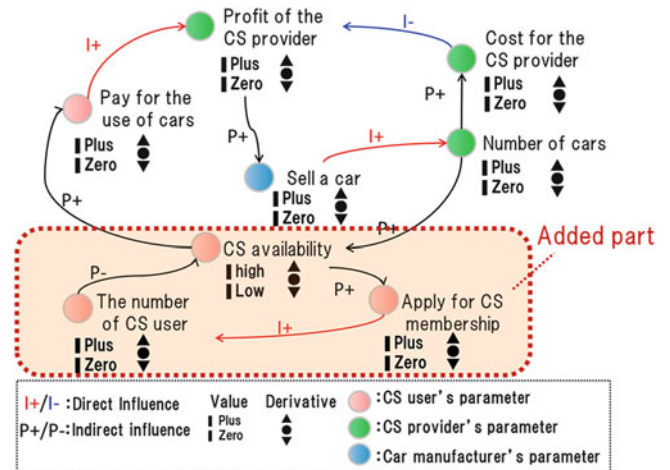 Profit of the
CS provider
Plus
Zero
I+
I-
Cost for the
CS provider
Plus
Zero
Pay for the
use of cars
Plus
Zero
P+
P+
Number of cars
Plus
Zero
I+
Sell a car
Plus
Zero
P+
P+
Added part
CS availability
high
Low
P-
P+
The number
of CS user
Plus
Zero
I+
Apply for CS
membership
Plus
Zero
I+/I- :Direct Influence
P+/P-:Indirect influence
Value
Plus
Zero
Derivative
:CS user's parameter
:CS provider's parameter
:Car manufacturer's parameter